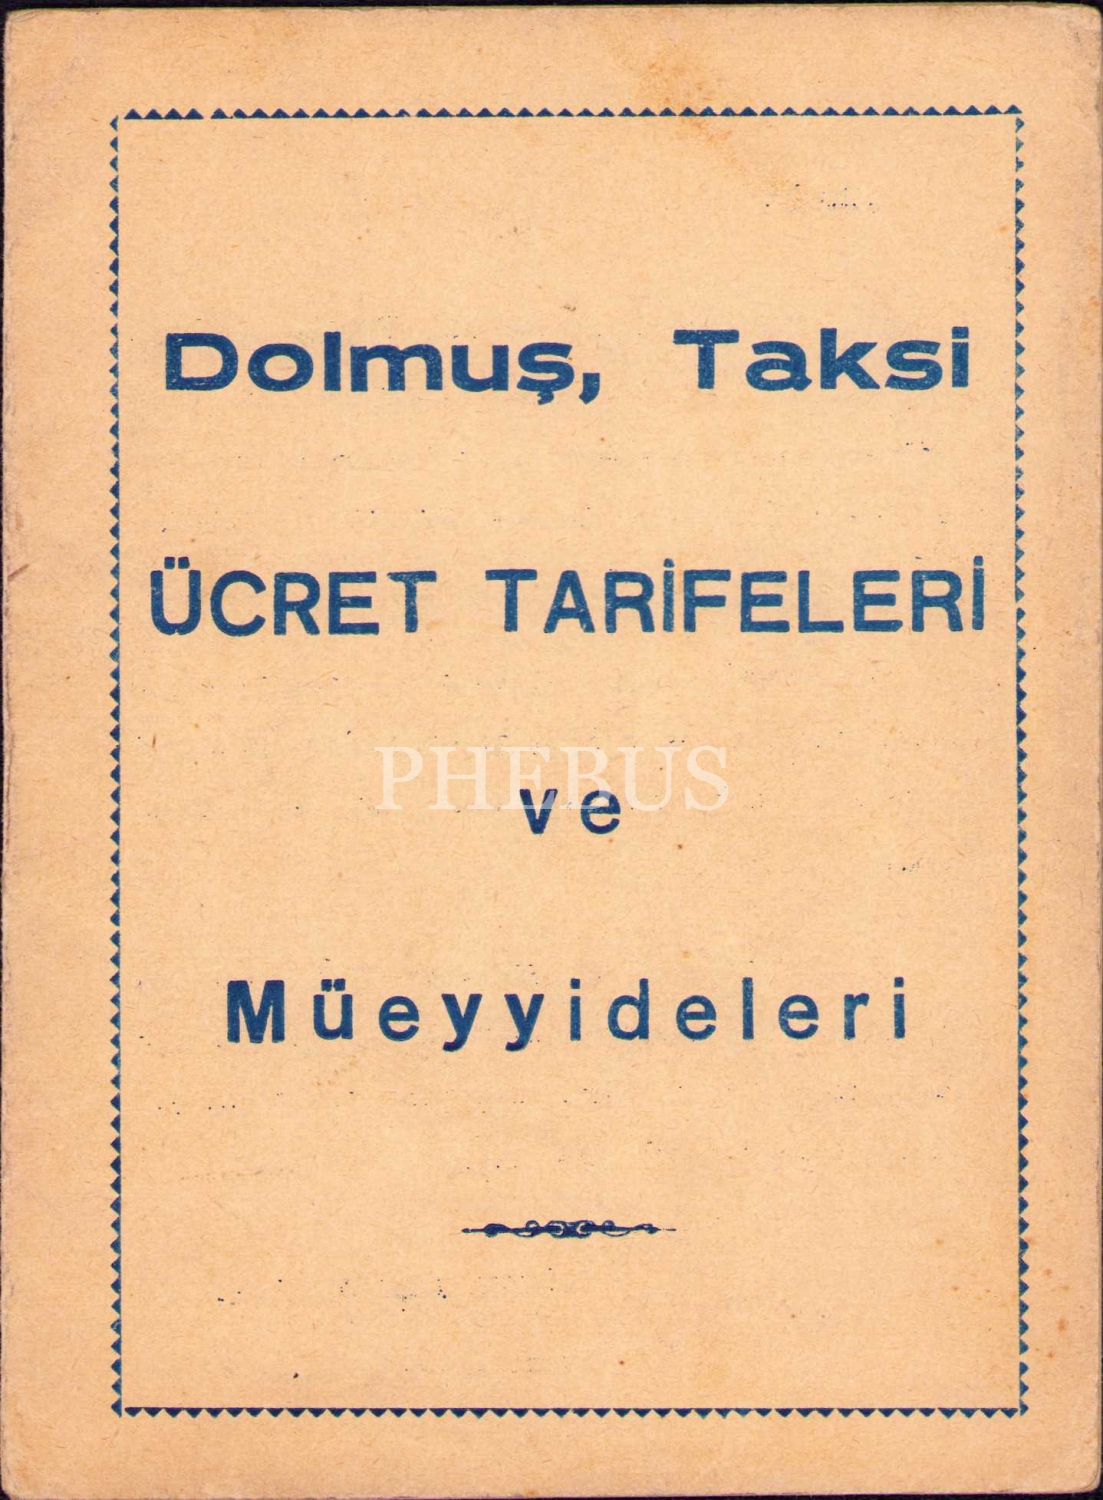 Dolmuş, Taksi
ÜCRET TARİFELERİ
PHEBUS
ve
Müeyyideleri